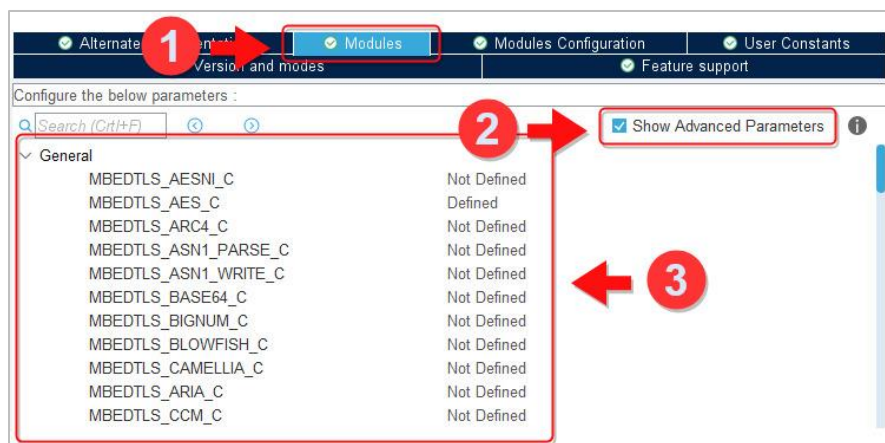 Alternate Modules Modules Configuration User Constants
1
Version and modes Feature support
Configure the below parameters :
Search (Crtl+F) 2 Show Advanced Parameters i
General
MBEDTLS_AESNI_C Not Defined
MBEDTLS_AES_C Defined
MBEDTLS_ARC4_C Not Defined
MBEDTLS_ASN1_PARSE_C Not Defined
MBEDTLS_ASN1_WRITE_C Not Defined
3
MBEDTLS_BASE64_C Not Defined
MBEDTLS_BIGNUM_C Not Defined
MBEDTLS_BLOWFISH_C Not Defined
MBEDTLS_CAMELLIA_C Not Defined
MBEDTLS_ARIA_C Not Defined
MBEDTLS_CCM_C Not Defined